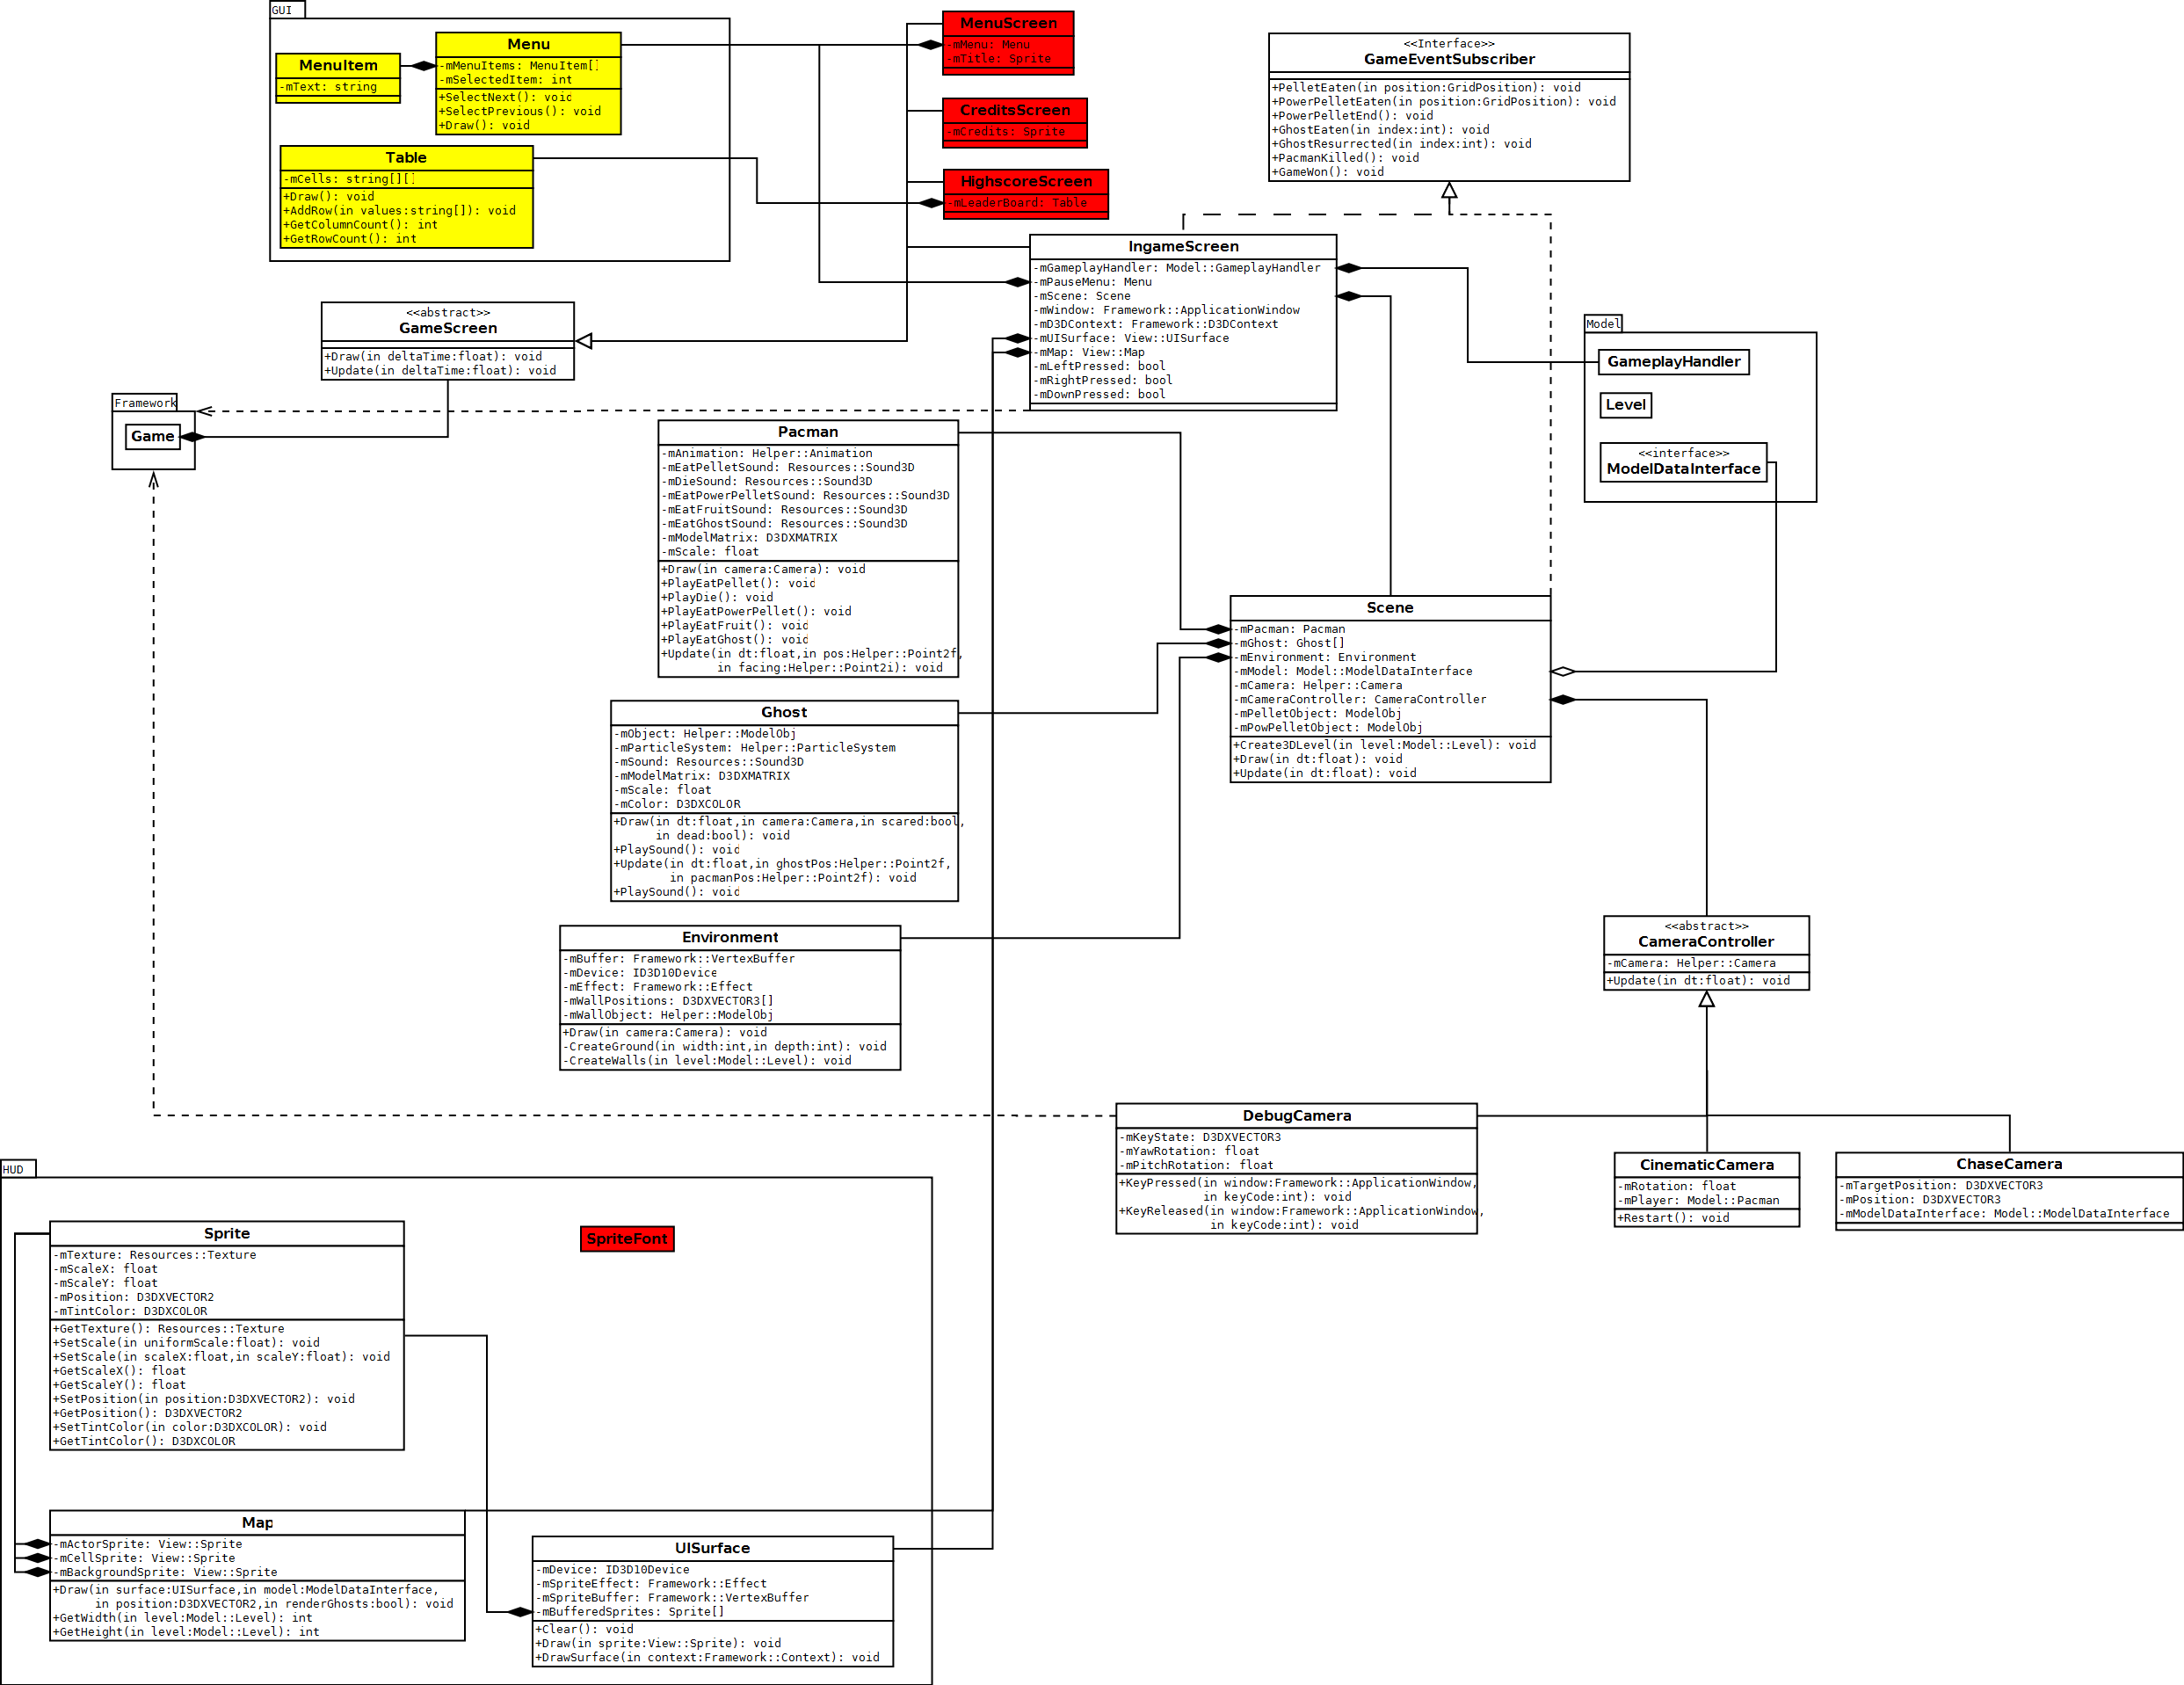 GUI
MenuItem
-mText: string
Menu
-mMenuItems: MenuItem[]
-mSelectedItem: int
+SelectNext(): void
+SelectPrevious(): void
+Draw(): void
Table
-mCells: string[][]
+Draw(): void
+AddRow(in values:string[]): void
+GetColumnCount(): int
+GetRowCount(): int
MenuScreen
-mMenu: Menu
-mTitle: Sprite
CreditsScreen
-mCredits: Sprite
HighscoreScreen
-mLeaderBoard: Table
<<Interface>>
GameEventSubscriber
+PelletEaten(in position:GridPosition): void
+PowerPelletEaten(in position:GridPosition): void
+PowerPelletEnd(): void
+GhostEaten(in index:int): void
+GhostResurrected(in index:int): void
+PacmanKilled(): void
+GameWon(): void
IngameScreen
-mGameplayHandler: Model::GameplayHandler
-mPauseMenu: Menu
-mScene: Scene
-mWindow: Framework::ApplicationWindow
-mD3DContext: Framework::D3DContext
-mUISurface: View::UISurface
-mMap: View::Map
-mLeftPressed: bool
-mRightPressed: bool
-mDownPressed: bool
<<abstract>>
GameScreen
+Draw(in deltaTime:float): void
+Update(in deltaTime:float): void
Framework
Game
Model
GameplayHandler
Level
<<interface>>
ModelDataInterface
Pacman
-mAnimation: Helper::Animation
-mEatPelletSound: Resources::Sound3D
-mDieSound: Resources::Sound3D
-mEatPowerPelletSound: Resources::Sound3D
-mEatFruitSound: Resources::Sound3D
-mEatGhostSound: Resources::Sound3D
-mModelMatrix: D3DXMATRIX
-mScale: float
+Draw(in camera:Camera): void
+PlayEatPellet(): void
+PlayDie(): void
+PlayEatPowerPellet(): void
+PlayEatFruit(): void
+PlayEatGhost(): void
+Update(in dt:float,in pos:Helper::Point2f,
in facing:Helper::Point2i): void
Scene
-mPacman: Pacman
-mGhost: Ghost[]
-mEnvironment: Environment
-mModel: Model::ModelDataInterface
-mCamera: Helper::Camera
-mCameraController: CameraController
-mPelletObject: ModelObj
-mPowPelletObject: ModelObj
+Create3DLevel(in level:Model::Level): void
+Draw(in dt:float): void
+Update(in dt:float): void
Ghost
-mObject: Helper::ModelObj
-mParticleSystem: Helper::ParticleSystem
-mSound: Resources::Sound3D
-mModelMatrix: D3DXMATRIX
-mScale: float
-mColor: D3DXCOLOR
+Draw(in dt:float,in camera:Camera,in scared:bool,
in dead:bool): void
+PlaySound(): void
+Update(in dt:float,in ghostPos:Helper::Point2f,
in pacmanPos:Helper::Point2f): void
+PlaySound(): void
Environment
-mBuffer: Framework::VertexBuffer
-mDevice: ID3D10Device
-mEffect: Framework::Effect
-mWallPositions: D3DXVECTOR3[]
-mWallObject: Helper::ModelObj
+Draw(in camera:Camera): void
-CreateGround(in width:int,in depth:int): void
-CreateWalls(in level:Model::Level): void
<<abstract>>
CameraController
-mCamera: Helper::Camera
+Update(in dt:float): void
DebugCamera
-mKeyState: D3DXVECTOR3
-mYawRotation: float
-mPitchRotation: float
+KeyPressed(in window:Framework::ApplicationWindow,
in keyCode:int): void
+KeyReleased(in window:Framework::ApplicationWindow,
in keyCode:int): void
CinematicCamera
-mRotation: float
-mPlayer: Model::Pacman
+Restart(): void
ChaseCamera
-mTargetPosition: D3DXVECTOR3
-mPosition: D3DXVECTOR3
-mModelDataInterface: Model::ModelDataInterface
HUD
Sprite
-mTexture: Resources::Texture
-mScaleX: float
-mScaleY: float
-mPosition: D3DXVECTOR2
-mTintColor: D3DXCOLOR
+GetTexture(): Resources::Texture
+SetScale(in uniformScale:float): void
+SetScale(in scaleX:float,in scaleY:float): void
+GetScaleX(): float
+GetScaleY(): float
+SetPosition(in position:D3DXVECTOR2): void
+GetPosition(): D3DXVECTOR2
+SetTintColor(in color:D3DXCOLOR): void
+GetTintColor(): D3DXCOLOR
SpriteFont
Map
-mActorSprite: View::Sprite
-mCellSprite: View::Sprite
-mBackgroundSprite: View::Sprite
+Draw(in surface:UISurface,in model:ModelDataInterface,
in position:D3DXVECTOR2,in renderGhosts:bool): void
+GetWidth(in level:Model::Level): int
+GetHeight(in level:Model::Level): int
UISurface
-mDevice: ID3D10Device
-mSpriteEffect: Framework::Effect
-mSpriteBuffer: Framework::VertexBuffer
-mBufferedSprites: Sprite[]
+Clear(): void
+Draw(in sprite:View::Sprite): void
+DrawSurface(in context:Framework::Context): void